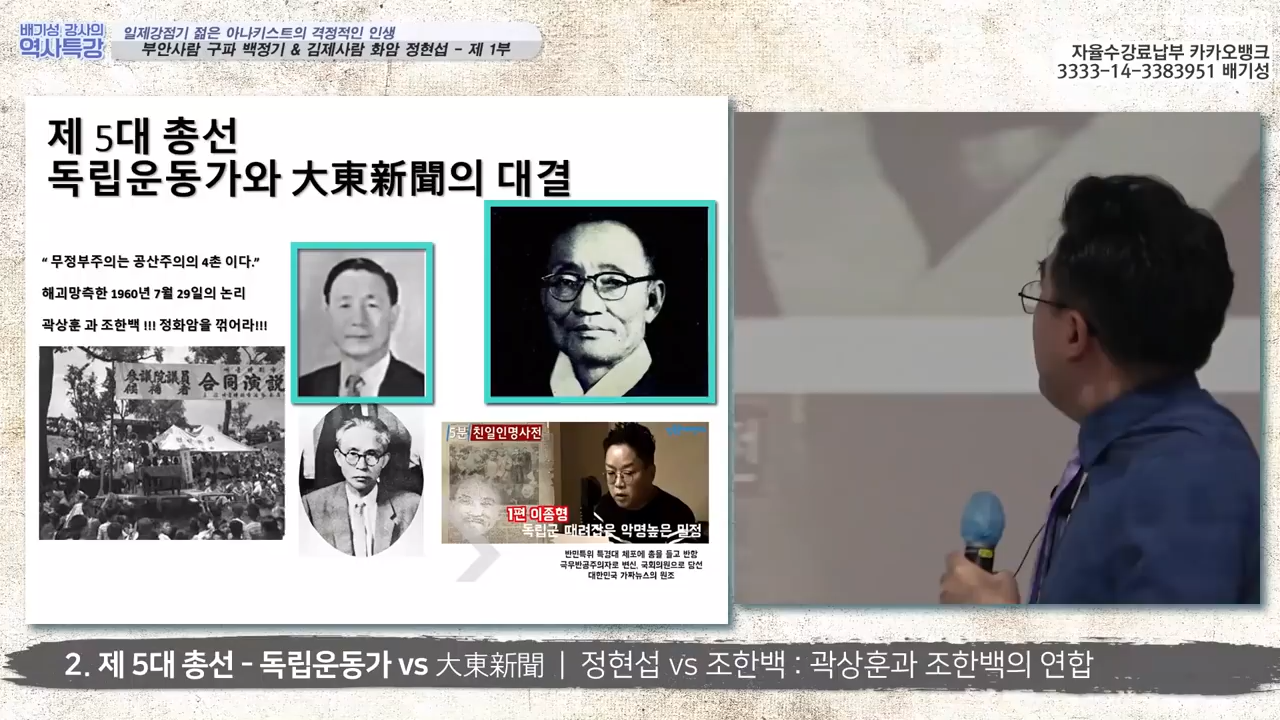 배기성 강사의
역사특강
일제강점기 젊은 아나키스트의 격정적인 인생
부안사람 구파 백정기 & 김제사람 화암 정현섭 - 제 1부
자율수강료납부 카카오뱅크
3333-14-3383951 배기성
제 5대 총선
독립운동가와 大東新聞의 대결
“ 무정부주의는 공산주의의 4촌 이다.”
해괴망측한 1960년 7월 29일의 논리
곽상훈 과 조한백 !!! 정화암을 꺾어라!!!
参議院議員
候補者
合同演説
5분 친일인명사전
1편 이종형
독립군 때려잡은 악명높은 밀정
반민특위 특경대 체포에 총을 들고 반항
극우반공주의자로 변신, 국회의원으로 당선
대한민국 가짜뉴스의 원조
2. 제 5대 총선 - 독립운동가 vs 大東新聞 | 정현섭 vs 조한백 : 곽상훈과 조한백의 연합